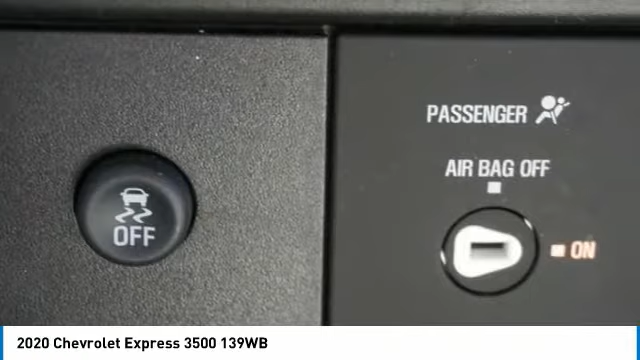 OFF
PASSENGER
AIR BAG OFF
ON
2020 Chevrolet Express 3500 139WB